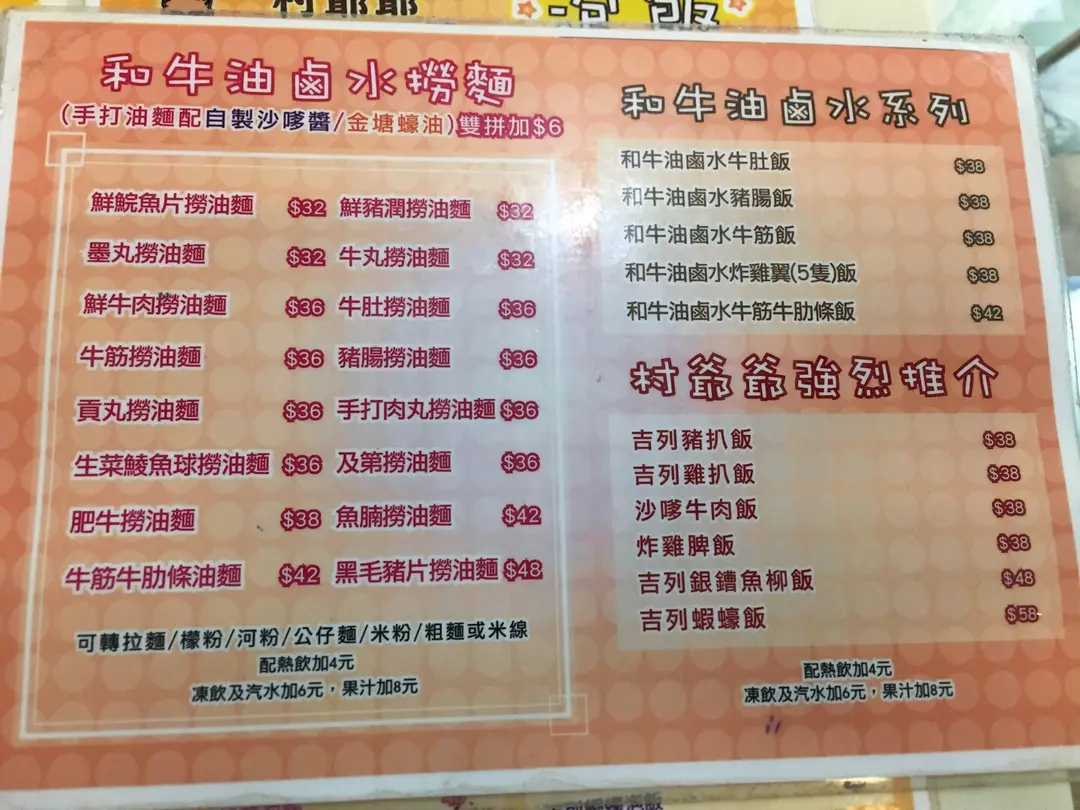 村爺爺
和牛油鹵水撈麵
(手打油麵配自製沙嗲醬/金塘蠔油)雙拼加$6
鮮鯇魚片撈油麵 $32 鮮豬潤撈油麵 $32
墨丸撈油麵 $32 牛丸撈油麵 $32
鮮牛肉撈油麵 $36 牛肚撈油麵 $36
牛筋撈油麵 $36 豬腸撈油麵 $36
貢丸撈油麵 $36 手打肉丸撈油麵 $36
生菜鯪魚球撈油麵 $36 及第撈油麵 $36
肥牛撈油麵 $38 魚腩撈油麵 $42
牛筋牛肋條油麵 $42 黑毛豬片撈油麵 $48
可轉拉麵/檬粉/河粉/公仔麵/米粉/粗麵或米線
配熱飲加4元
凍飲及汽水加6元，果汁加8元
和牛油鹵水系列
和牛油鹵水牛肚飯 $38
和牛油鹵水豬腸飯 $38
和牛油鹵水牛筋飯 $38
和牛油鹵水炸雞翼(5隻)飯 $38
和牛油鹵水牛筋牛肋條飯 $42
村爺爺強烈推介
吉列豬扒飯 $38
吉列雞扒飯 $38
沙嗲牛肉飯 $38
炸雞髀飯 $38
吉列銀鱈魚柳飯 $48
吉列蝦蠔飯 $58
配熱飲加4元
凍飲及汽水加6元，果汁加8元